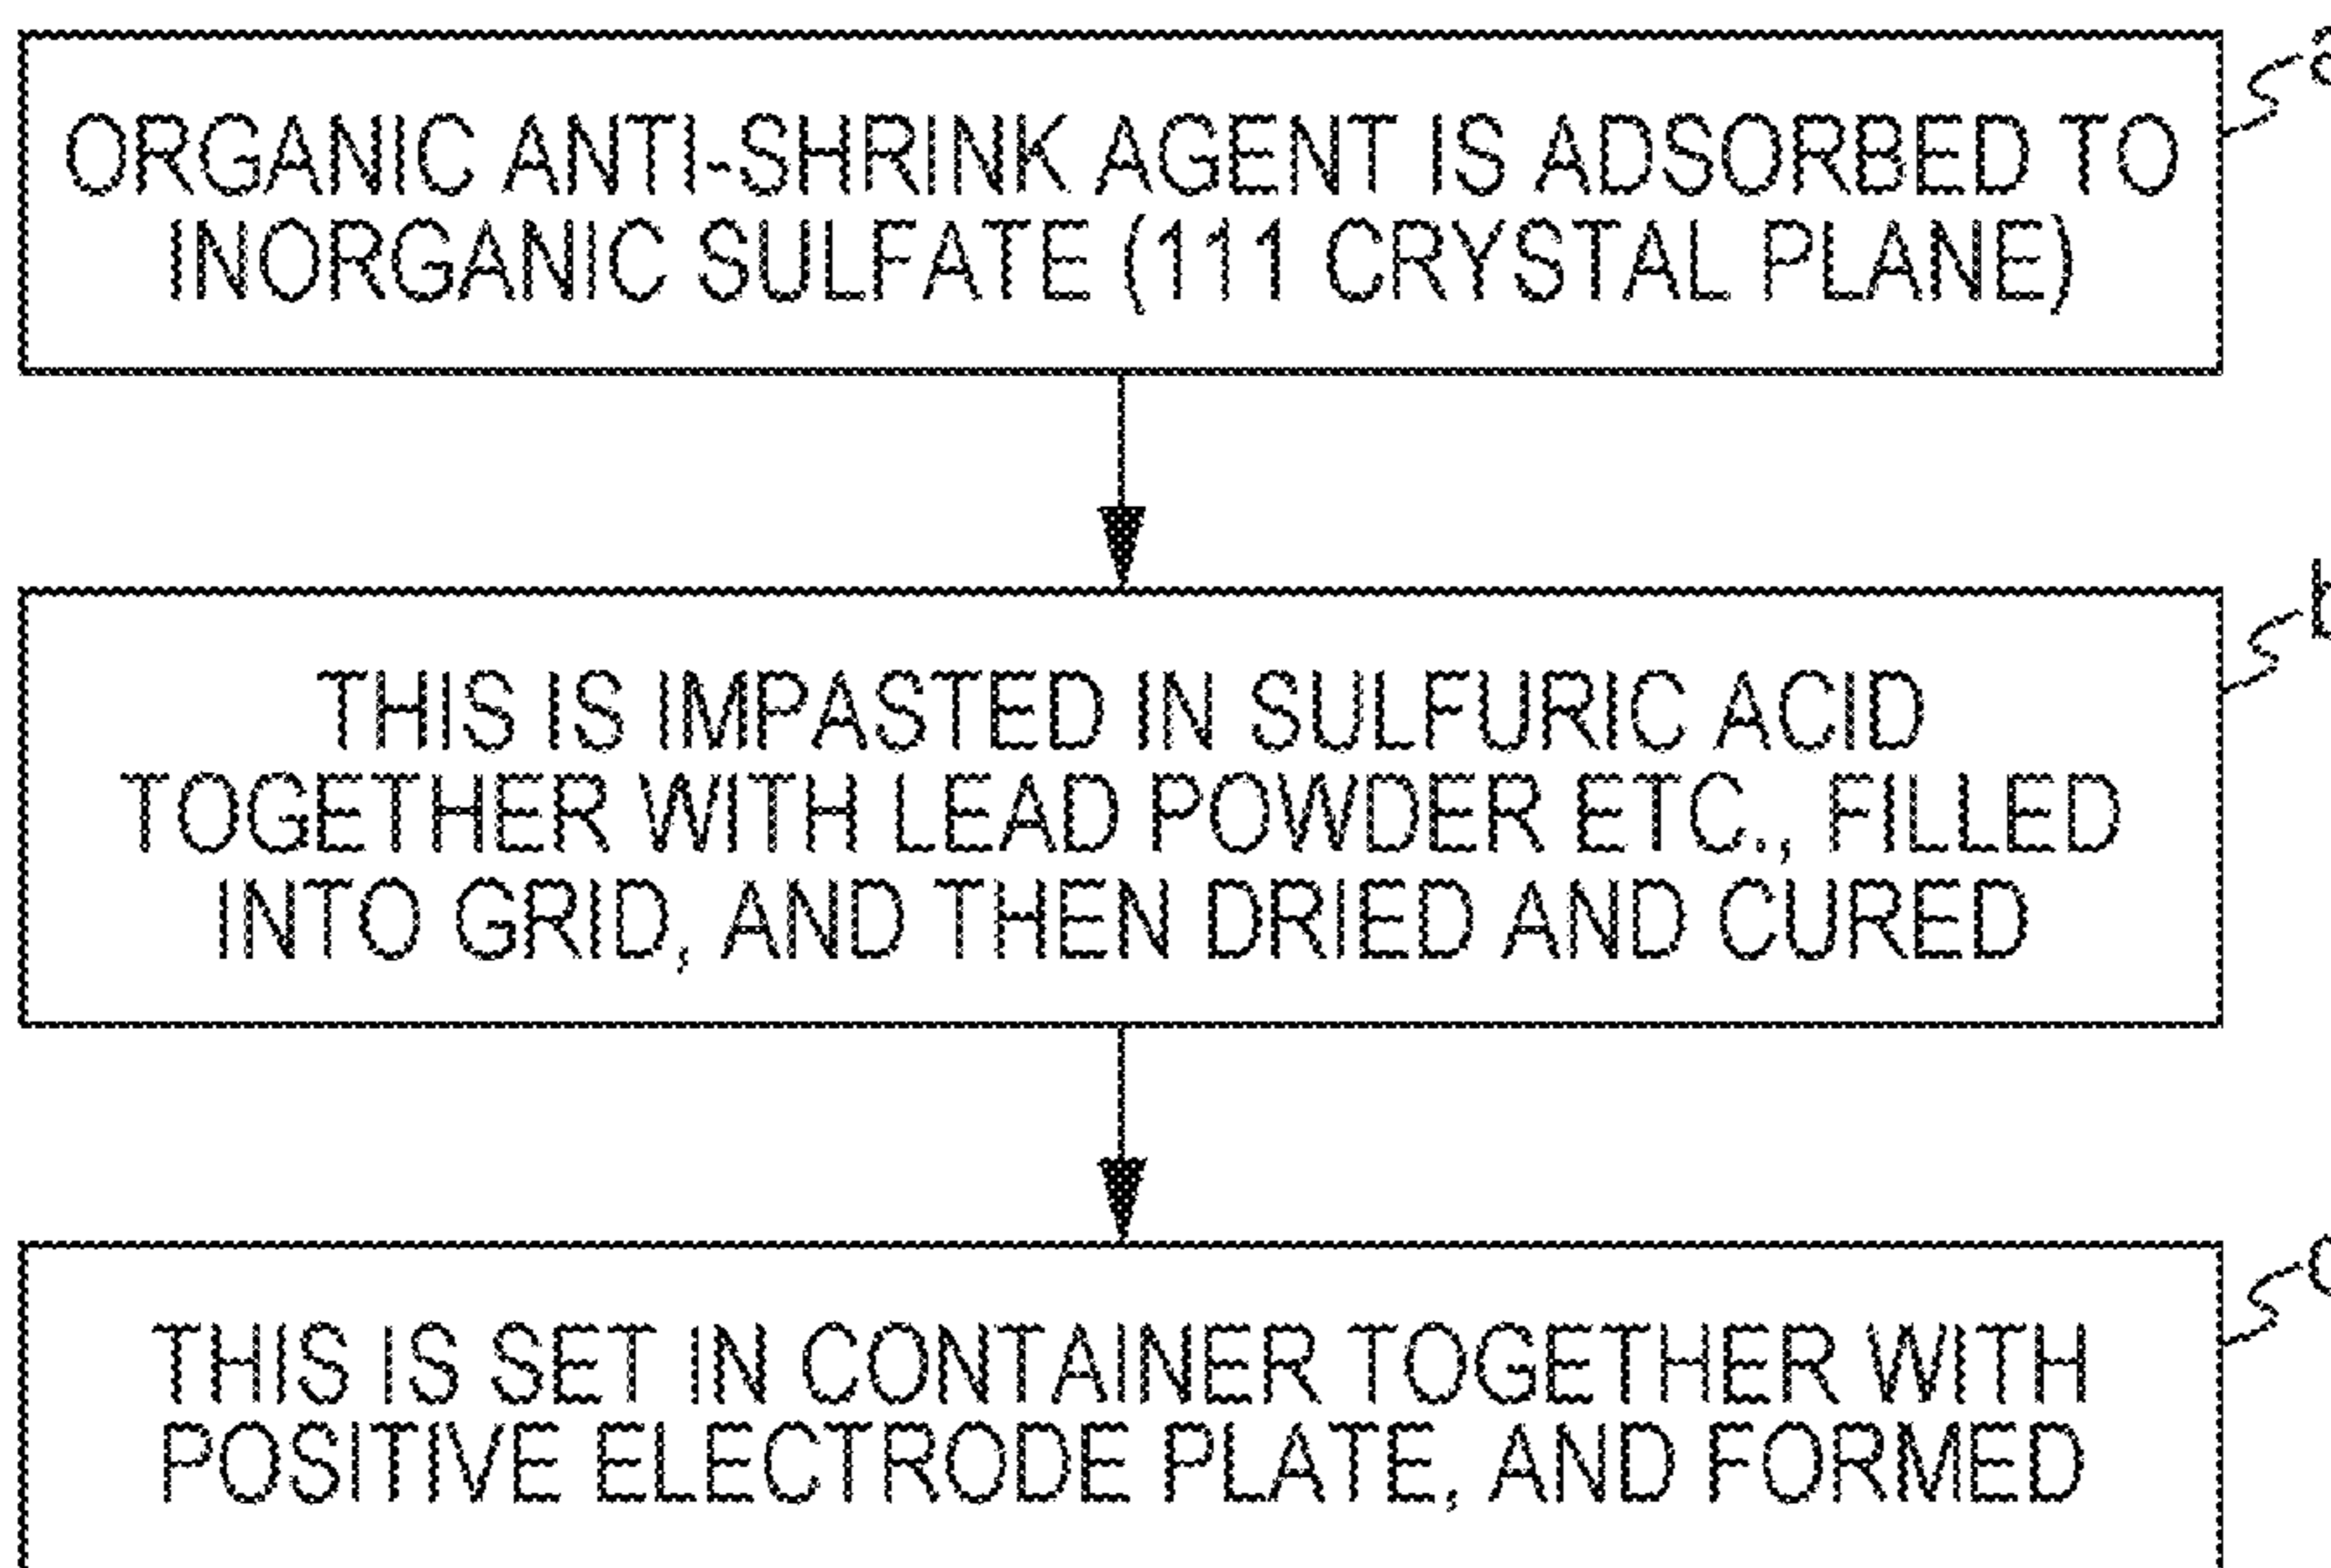 ORGANIC ANTI-SHRINK AGENT IS ADSORBED TO
INORGANIC SULFATE (111 CRYSTAL PLANE)
a
THIS IS IMPASTED IN SULFURIC ACID
TOGETHER WITH LEAD POWDER ETC., FILLED
INTO GRID, AND THEN DRIED AND CURED
b
THIS IS SET IN CONTAINER TOGETHER WITH
POSITIVE ELECTRODE PLATE, AND FORMED